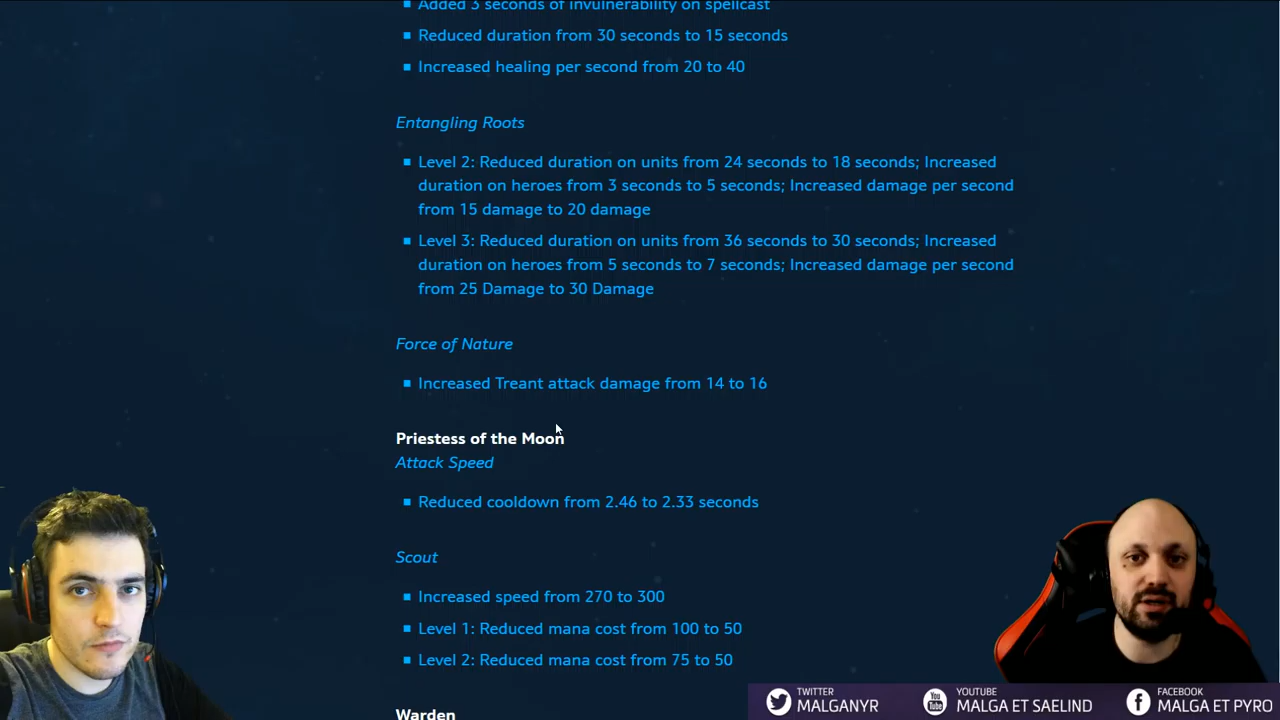 Added 3 seconds of invulnerability on spellcast
Reduced duration from 30 seconds to 15 seconds
Increased healing per second from 20 to 40
Entangling Roots
Level 2: Reduced duration on units from 24 seconds to 18 seconds; Increased
duration on heroes from 3 seconds to 5 seconds; Increased damage per second
from 15 damage to 20 damage
Level 3: Reduced duration on units from 36 seconds to 30 seconds; Increased
duration on heroes from 5 seconds to 7 seconds; Increased damage per second
from 25 Damage to 30 Damage
Force of Nature
Increased Treant attack damage from 14 to 16
Priestess of the Moon
Attack Speed
Reduced cooldown from 2.46 to 2.33 seconds
Scout
Increased speed from 270 to 300
Level 1: Reduced mana cost from 100 to 50
Level 2: Reduced mana cost from 75 to 50
Warden
TWITTER
MALGANYR
You Tube
YOUTUBE
MALGA ET SAELIND
FACEBOOK
MALGA ET PYRO